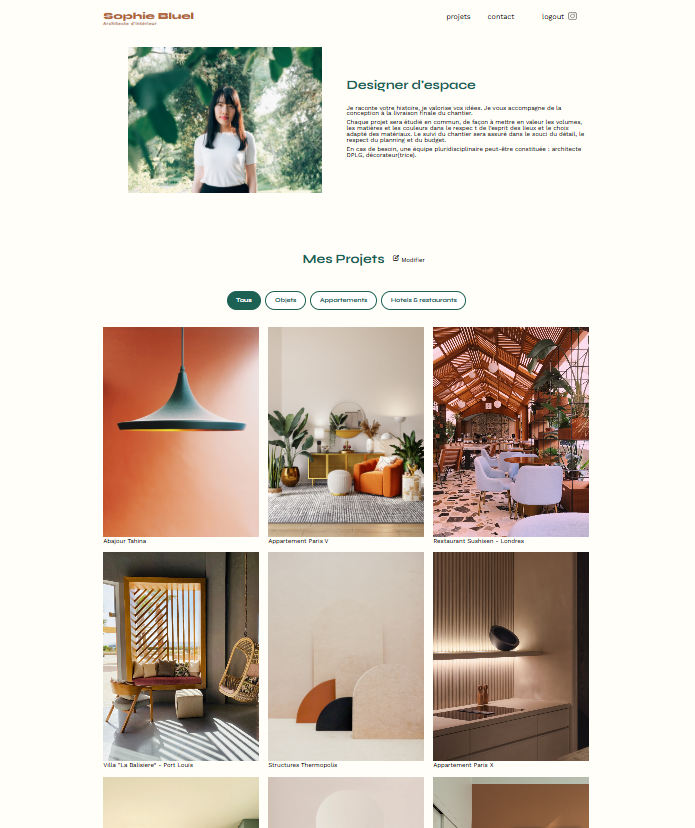 Sophie Bluel
Architecte d'intérieur
projets
contact
logout
Designer d'espace
Je raconte votre histoire, je valorise vos idées. Je vous accompagne de la
conception à la livraison finale du chantier.
Chaque projet sera étudié en commun, de façon à mettre en valeur les volumes,
les matières et les couleurs dans le respect de l'esprit des lieux et le choix
adapté des matériaux. Le suivi du chantier sera assuré dans le souci du détail, le
respect du planning et du budget.
En cas de besoin, une équipe pluridisciplinaire peut-être constituée : architecte
DPLG, décorateur(trice).
Mes Projets
Modifier
Tous
Objets
Appartements
Hotels & restaurants
Abajour Tahina
Appartement Paris V
Restaurant Sushisen - Londres
Villa "La Balisiere" - Port Louis
Structures Thermopolis
Appartement Paris X